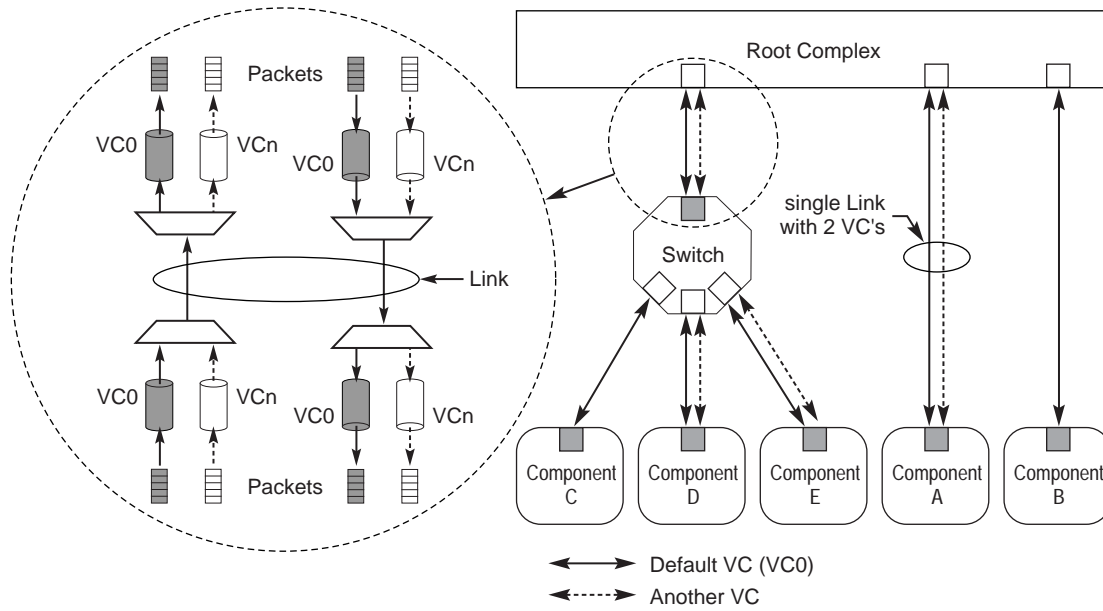 Packets
VC0
VCn
VC0
VCn
Link
VC0
VCn
VC0
VCn
Packets
Root Complex
single Link
with 2 VC's
Switch
Component
C
Component
D
Component
E
Component
A
Component
B
Default VC (VC0)
Another VC